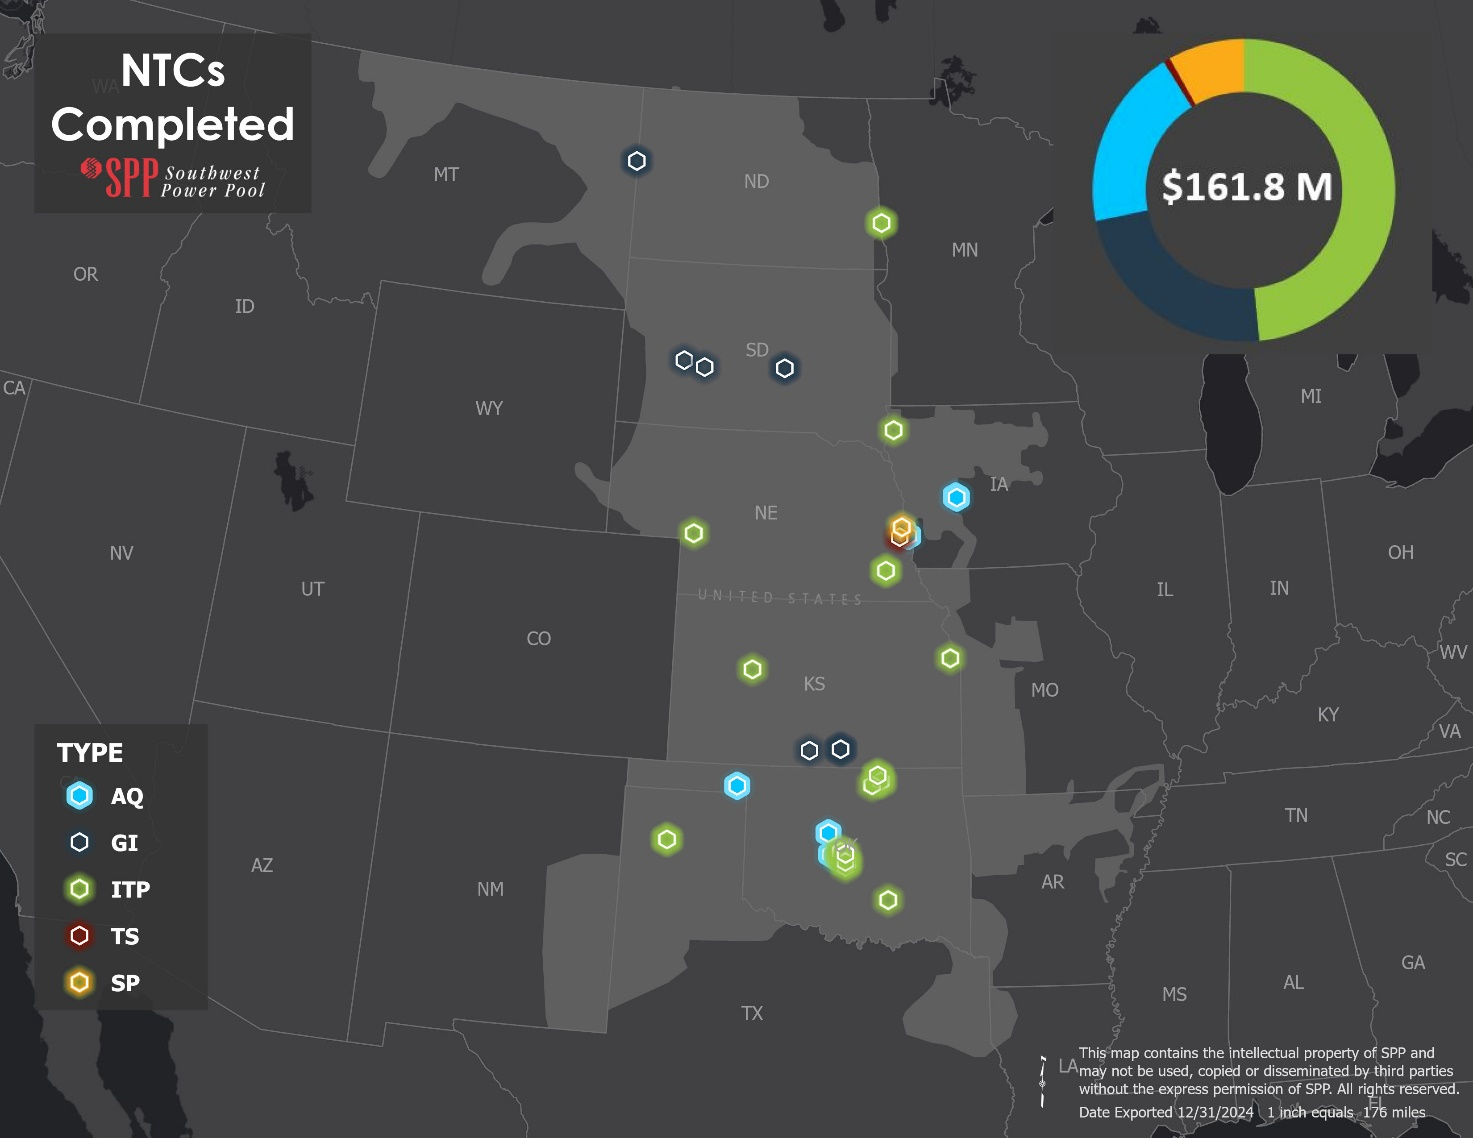 NTCs
Completed
SPP Southwest
Power Pool
$161.8 M
WA
MT
ND
MN
OR
ID
SD
MI
CA
WY
IA
NE
NV
UT
IL
IN
OH
UNITED STATES
CO
WV
KS
MO
KY
VA
TYPE
AQ
GI
ITP
TS
SP
TN
NC
SC
AZ
NM
AR
GA
MS
AL
TX
LA
FL
This map contains the intellectual property of SPP and
may not be used, copied or disseminated by third parties
without the express permission of SPP. All rights reserved.
Date Exported 12/31/2024 1 inch equals 176 miles